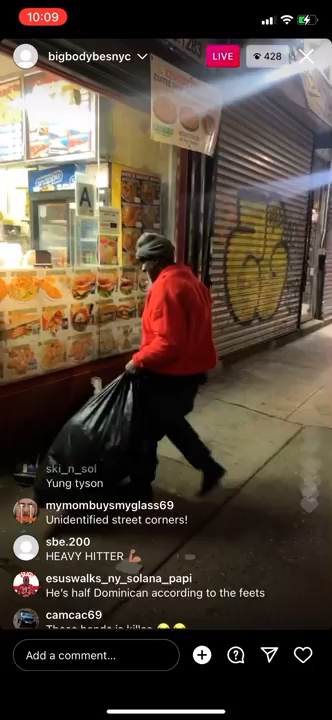 10:09
bigbodybesnyc
LIVE
428
A
ski_n_sol
Yung tyson
mymombuysmyglass69
Unidentified street corners!
sbe.200
HEAVY HITTER 💪🏽
esuswalks_ny_solana_papi
He's half Dominican according to the feets
camcac69
Add a comment...